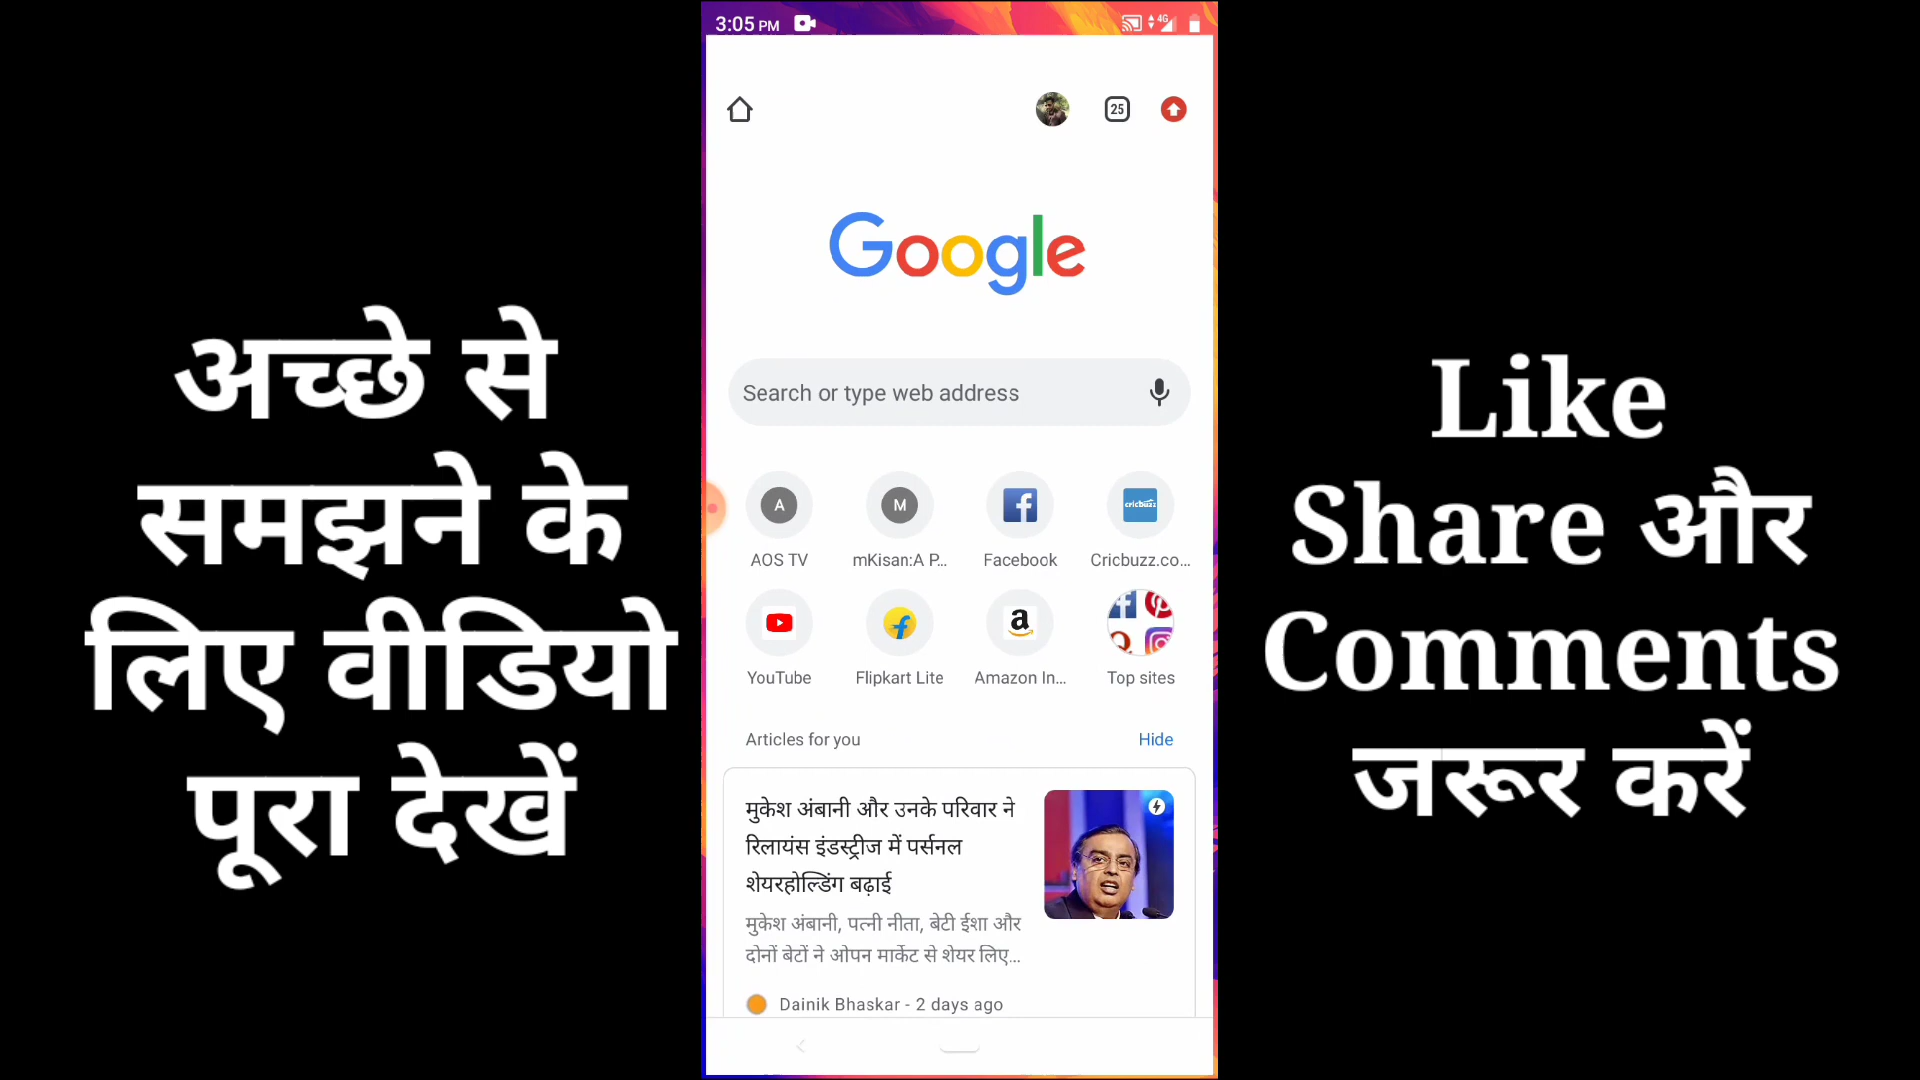 अच्छे से
समझने के
लिए वीडियो
पूरा देखें
3:05 PM
4G
25
Google
Search or type web address
A
M
f
cricbuzz
AOS TV
mKisan:A P...
Facebook
Cricbuzz.co...
YouTube
Flipkart Lite
Amazon In...
Top sites
Articles for you
Hide
मुकेश अंबानी और उनके परिवार ने
रिलायंस इंडस्ट्रीज में पर्सनल
शेयरहोल्डिंग बढ़ाई
मुकेश अंबानी, पत्नी नीता, बेटी ईशा और
दोनों बेटों ने ओपन मार्केट से शेयर लिए...
Dainik Bhaskar - 2 days ago
Like
Share और
Comments
जरूर करें